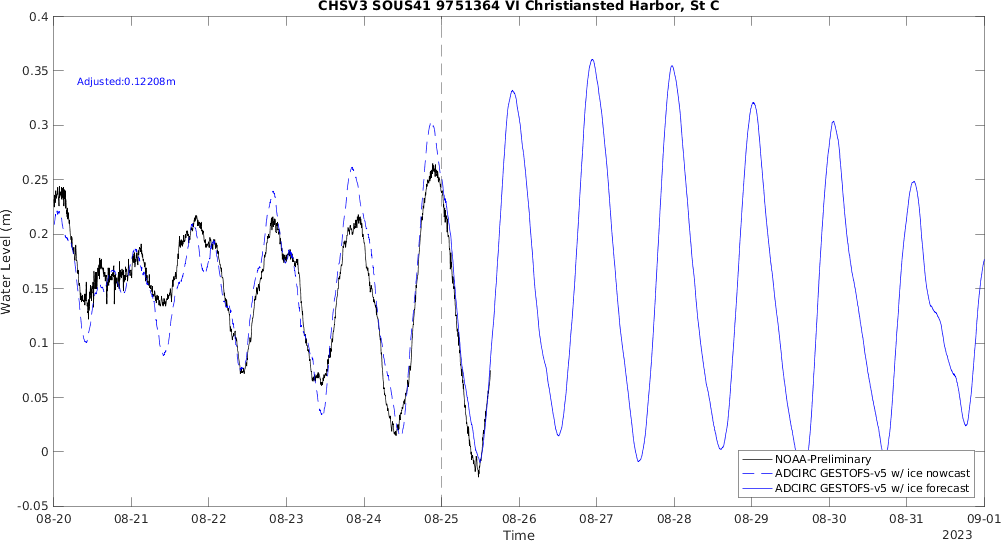 CHSV3 SOUS41 9751364 VI Christiansted Harbor, St C
Adjusted:0.12208m
Water Level (m)
0.4
0.35
0.3
0.25
0.2
0.15
0.1
0.05
0
-0.05
NOAA-Preliminary
ADCIRC GESTOFS-v5 w/ ice nowcast
ADCIRC GESTOFS-v5 w/ ice forecast
08-20 08-21 08-22 08-23 08-24 08-25 08-26 08-27 08-28 08-29 08-30 08-31 09-01
Time
2023